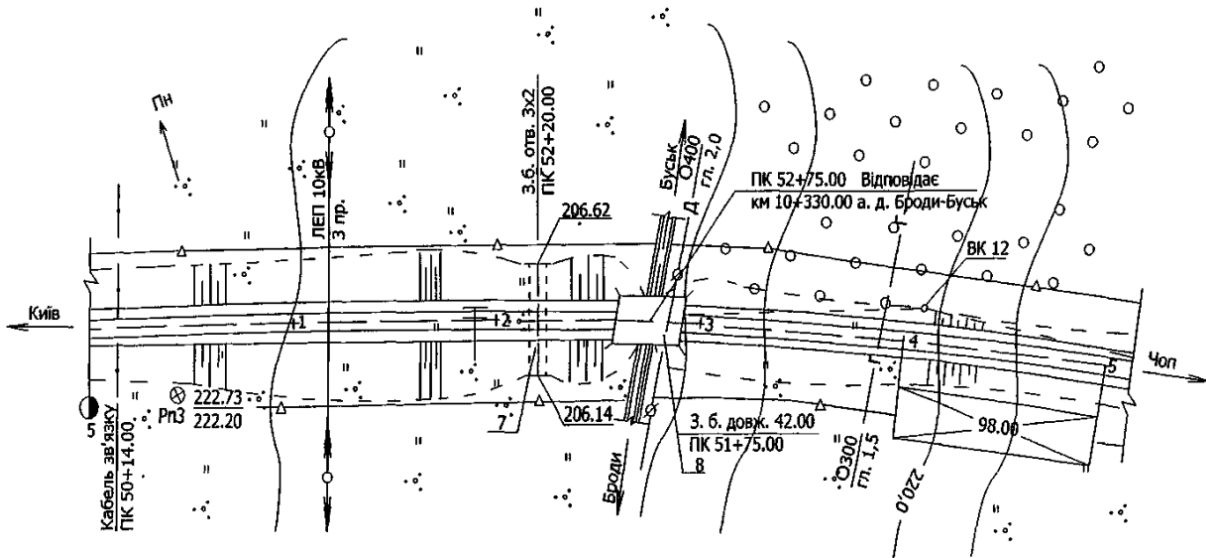 Пн
ЛЕП 10кВ
3 пр.
З.б. отв. 3x2
ПК 52+20.00
206.62
Буськ
О400
гл. 2,0
Д
ПК 52+75.00 Відповідає
км 10+330.00 а. д. Броди-Буськ
ВК 12
Київ
+1
+2
+3
4
5
Чоп
222.73
Рп3
222.20
5
Кабель зв'язку
ПК 50+14.00
7
206.14
З. б. довж. 42.00
ПК 51+75.00
8
Броди
О300
гл. 1,5
98.00
220,0